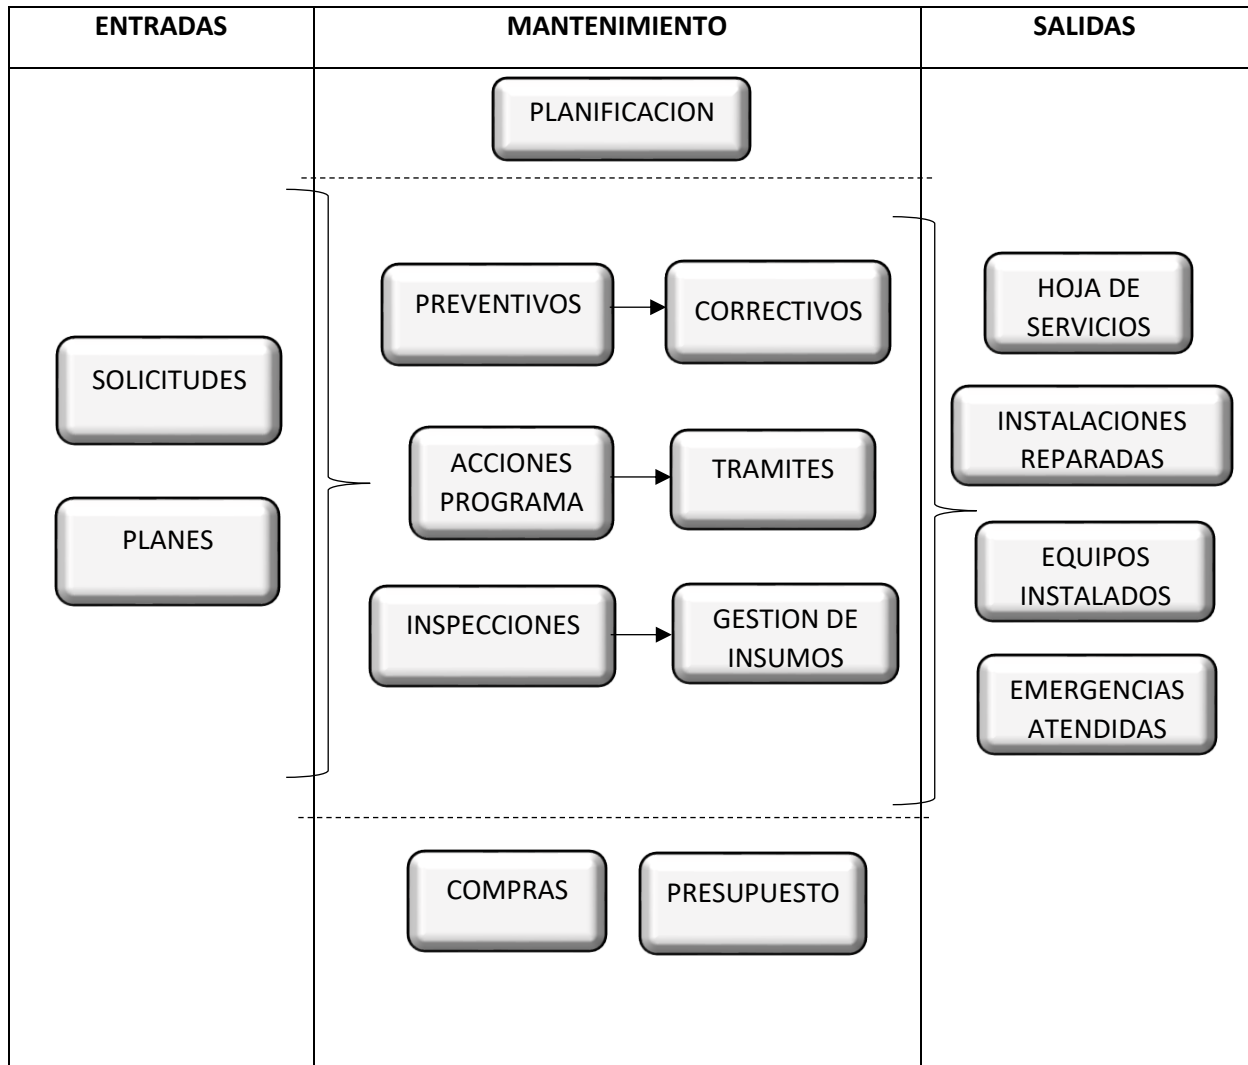 ENTRADAS
MANTENIMIENTO
SALIDAS
PLANIFICACION
SOLICITUDES
PLANES
PREVENTIVOS
CORRECTIVOS
ACCIONES
PROGRAMA
TRAMITES
INSPECCIONES
GESTION DE
INSUMOS
COMPRAS
PRESUPUESTO
HOJA DE
SERVICIOS
INSTALACIONES
REPARADAS
EQUIPOS
INSTALADOS
EMERGENCIAS
ATENDIDAS